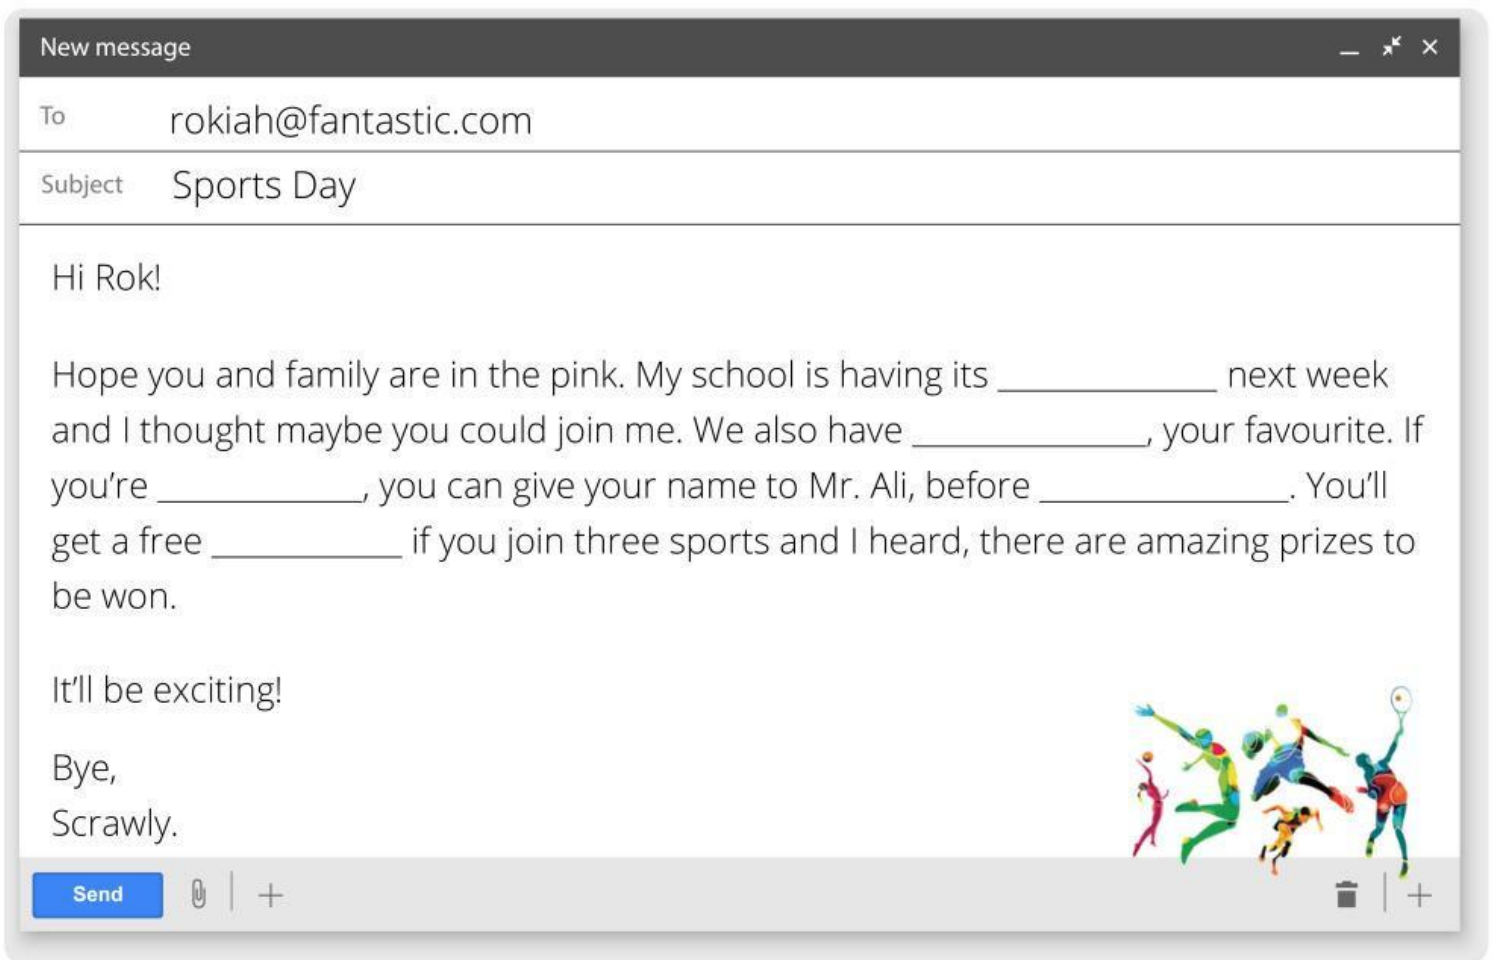 New message
To rokiah@fantastic.com
Subject Sports Day
Hi Rok!
Hope you and family are in the pink. My school is having its ____________ next week
and I thought maybe you could join me. We also have _____________, your favourite. If
you're ___________, you can give your name to Mr. Ali, before ______________. You'll
get a free __________ if you join three sports and I heard, there are amazing prizes to
be won.
It'll be exciting!
Bye,
Scrawly.
Send